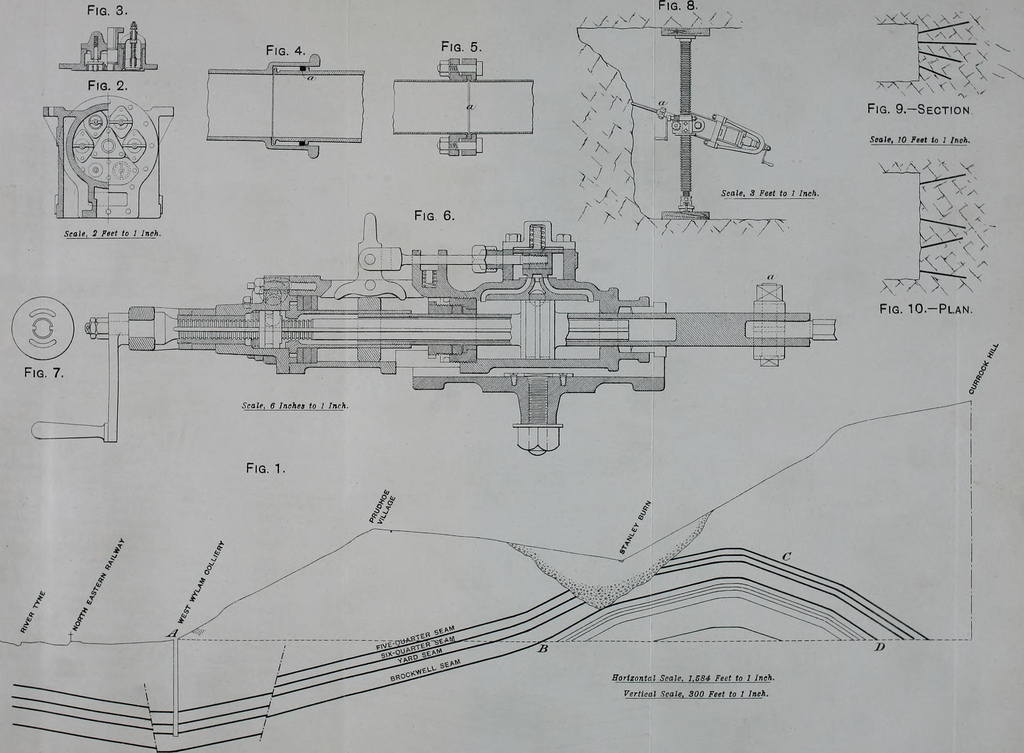 FIG. 3.
FIG. 2.
Scale, 2 Feet to 1 Inch.
FIG. 4.
a
FIG. 5.
a
FIG. 8.
a
Scale, 3 Feet to 1 Inch.
FIG. 9.—SECTION
Scale, 10 Feet to 1 Inch.
FIG. 10.—PLAN.
FIG. 6.
a
FIG. 7.
Scale, 6 Inches to 1 Inch.
FIG. 1.
RIVER TYNE
NORTH EASTERN RAILWAY
A
WEST WYLAM COLLIERY
PRUDHOE
VILLAGE
STANLEY BURN
CURROCK HILL
FIVE-QUARTER SEAM
SIX-QUARTER SEAM
YARD SEAM
BROCKWELL SEAM
B
C
D
Horizontal Scale, 1,584 Feet to 1 Inch.
Vertical Scale, 300 Feet to 1 Inch.